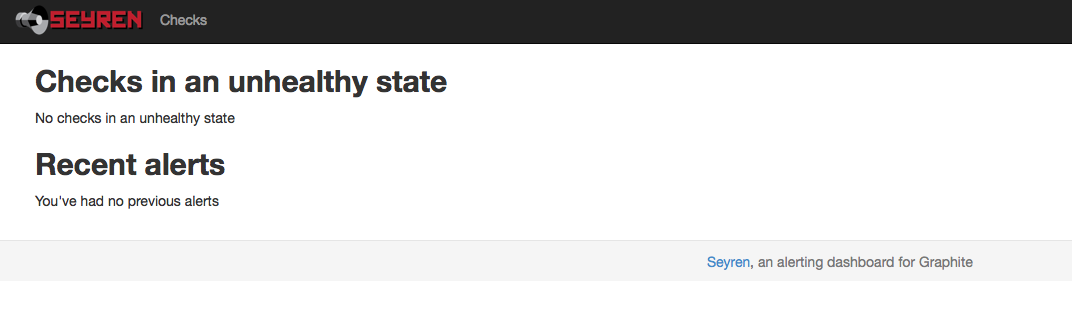 SEYREN Checks
Checks in an unhealthy state
No checks in an unhealthy state
Recent alerts
You've had no previous alerts
Seyren, an alerting dashboard for Graphite